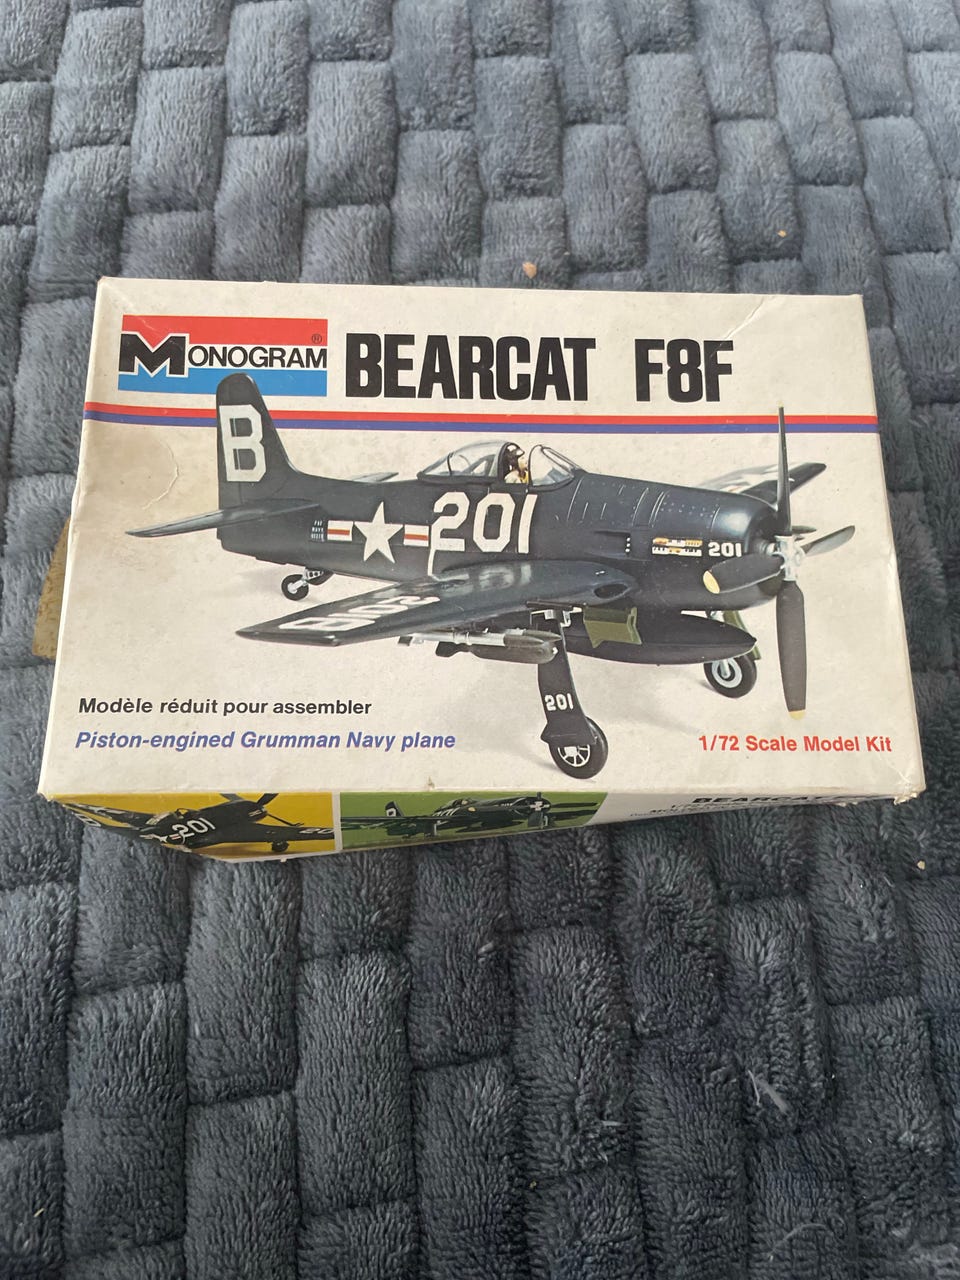 MONOGRAM®
BEARCAT F8F
B
201
201
201
Modèle réduit pour assembler
Piston-engined Grumman Navy plane
1/72 Scale Model Kit
201
BEARCAT